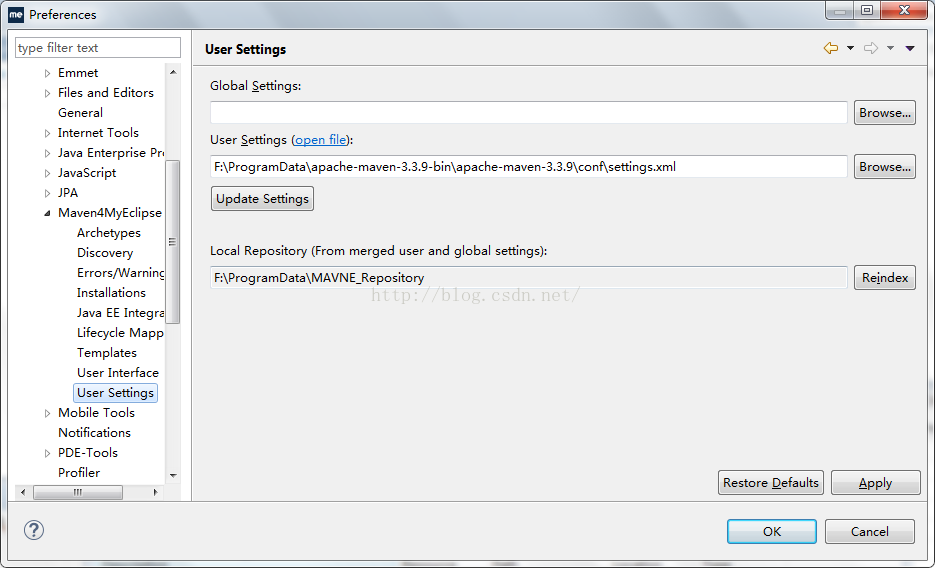 me Preferences
type filter text
Emmet
Files and Editors
General
Internet Tools
Java Enterprise Pr
JavaScript
JPA
Maven4MyEclipse
Archetypes
Discovery
Errors/Warning
Installations
Java EE Integra
Lifecycle Mapp
Templates
User Interface
User Settings
Mobile Tools
Notifications
PDE-Tools
Profiler
User Settings
Global Settings:
Browse...
User Settings (open file):
F:\ProgramData\apache-maven-3.3.9-bin\apache-maven-3.3.9\conf\settings.xml
Browse...
Update Settings
Local Repository (From merged user and global settings):
F:\ProgramData\MAVNE_Repository
Reindex
http://blog.csdn.net/
Restore Defaults
Apply
OK
Cancel